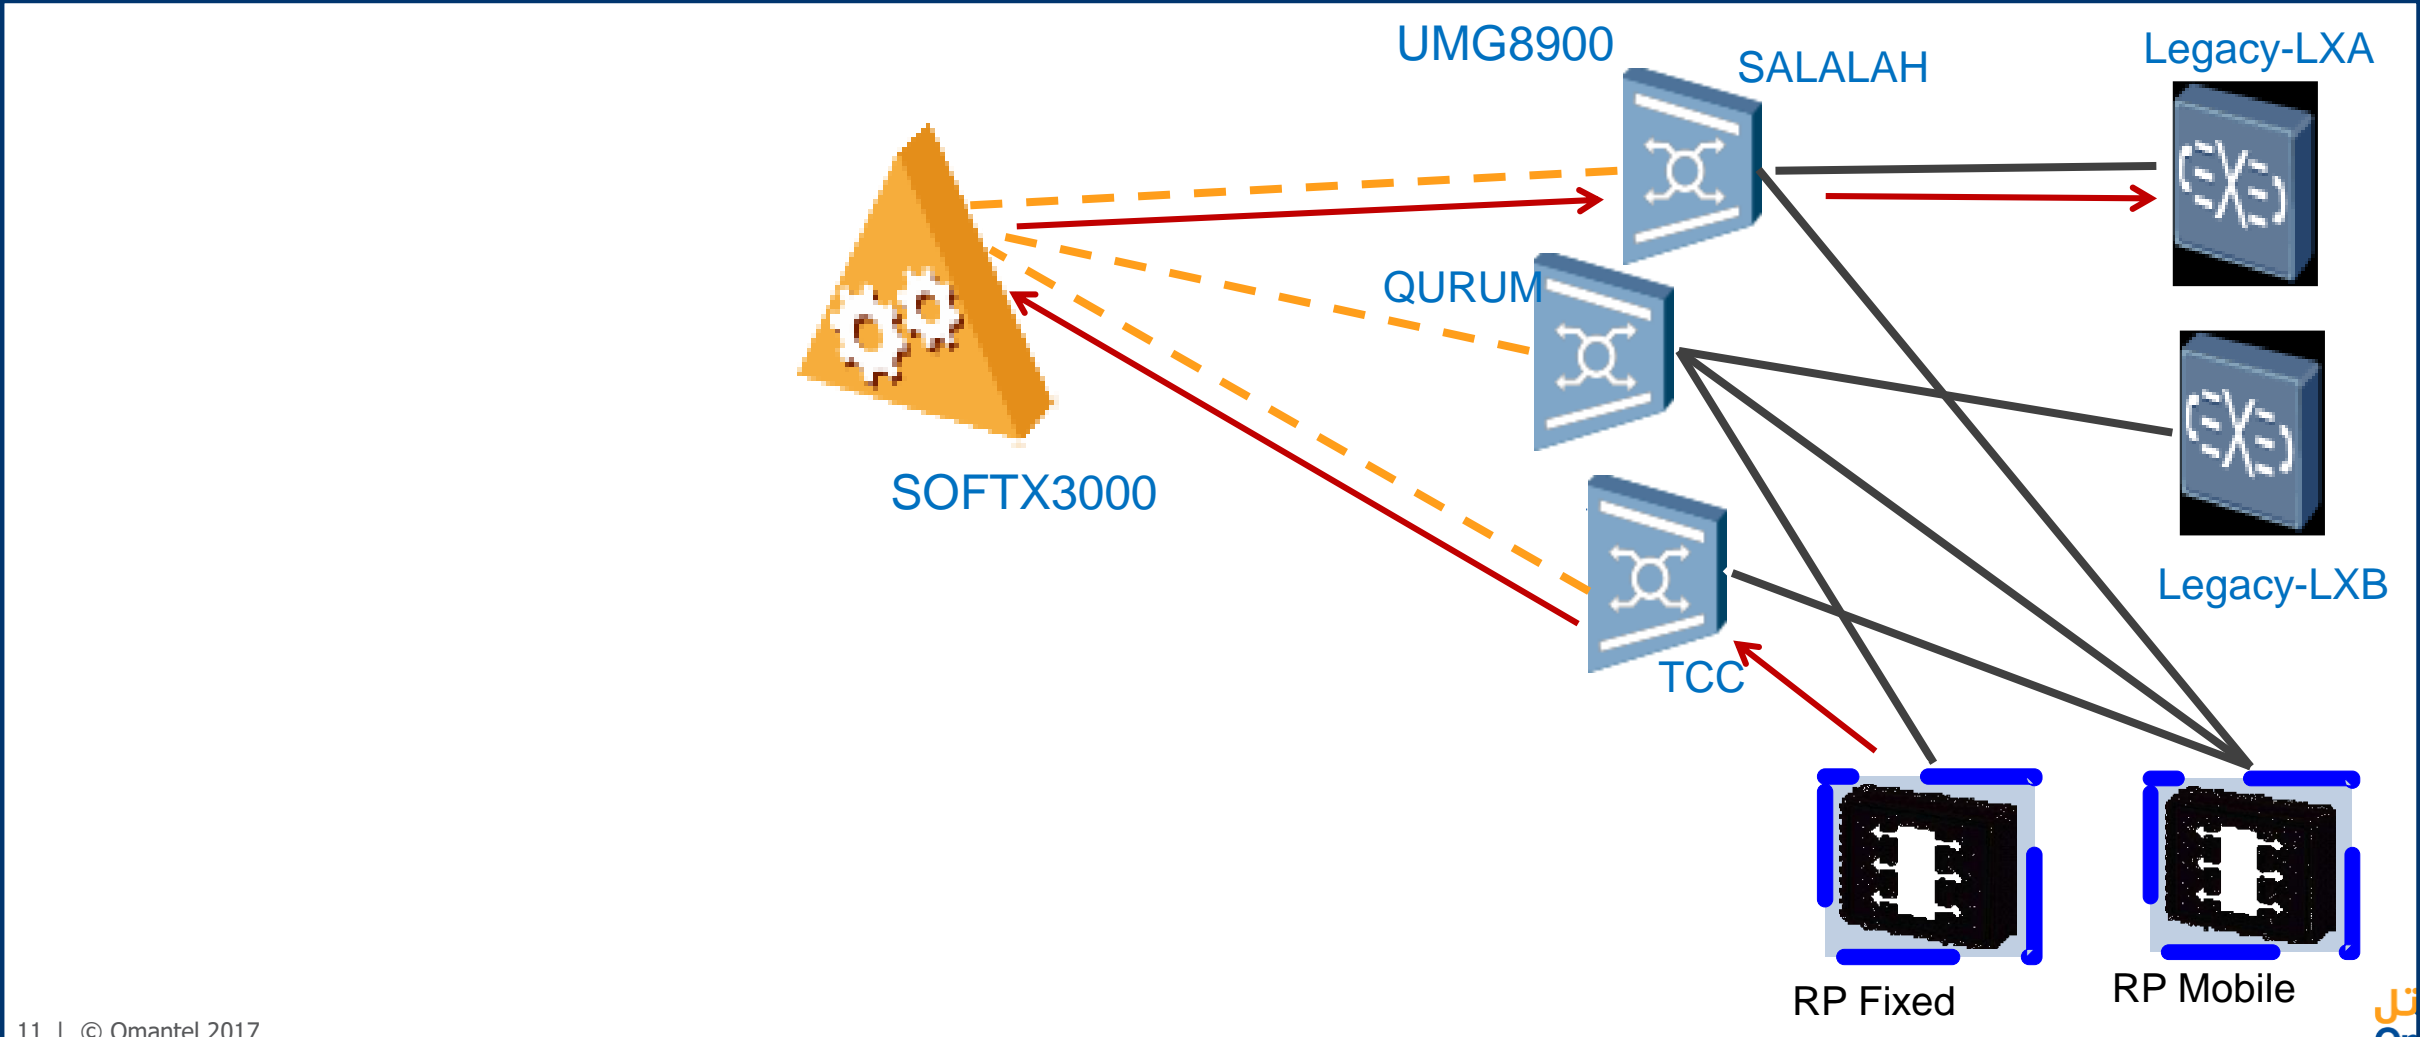 UMG8900
SALALAH
Legacy-LXA
QURUM
SOFTX3000
Legacy-LXB
TCC
RP Fixed
RP Mobile
11 | © Omantel 2017